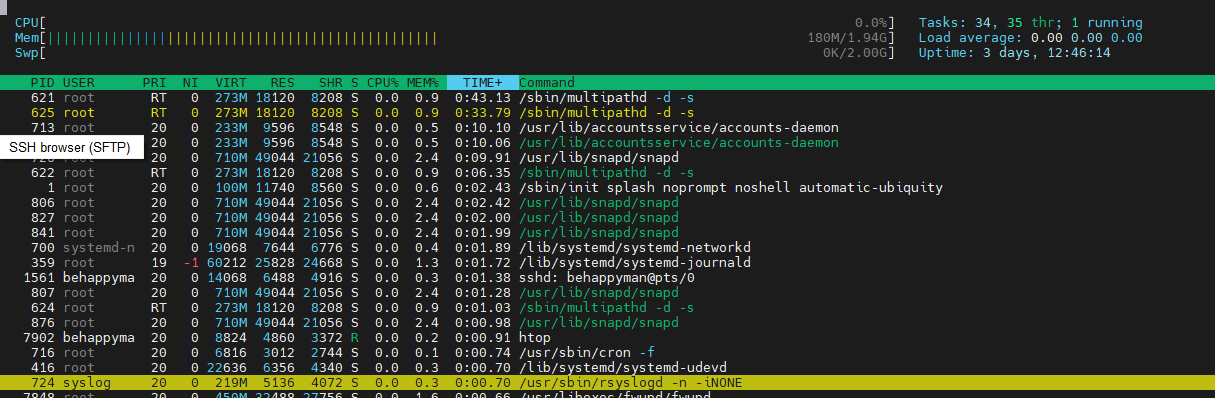 CPU[ 0.0%] Tasks: 34, 35 thr; 1 running
Mem[||||||||||||||||||||||||||||||||||||||||||||||||| 180M/1.94G] Load average: 0.00 0.00 0.00
Swp[ 0K/2.00G] Uptime: 3 days, 12:46:14
PID USER PRI NI VIRT RES SHR S CPU% MEM% TIME+ Command
621 root RT 0 273M 18120 8208 S 0.0 0.9 0:43.13 /sbin/multipathd -d -s
625 root RT 0 273M 18120 8208 S 0.0 0.9 0:33.79 /sbin/multipathd -d -s
713 root 20 0 233M 9596 8548 S 0.0 0.5 0:10.10 /usr/lib/accountsservice/accounts-daemon
SSH browser (SFTP) 0 233M 9596 8548 S 0.0 0.5 0:10.06 /usr/lib/accountsservice/accounts-daemon
726 root 20 0 710M 49044 21056 S 0.0 2.4 0:09.91 /usr/lib/snapd/snapd
622 root RT 0 273M 18120 8208 S 0.0 0.9 0:06.35 /sbin/multipathd -d -s
1 root 20 0 100M 11740 8560 S 0.0 0.6 0:02.43 /sbin/init splash noprompt noshell automatic-ubiquity
806 root 20 0 710M 49044 21056 S 0.0 2.4 0:02.42 /usr/lib/snapd/snapd
827 root 20 0 710M 49044 21056 S 0.0 2.4 0:02.00 /usr/lib/snapd/snapd
841 root 20 0 710M 49044 21056 S 0.0 2.4 0:01.99 /usr/lib/snapd/snapd
700 systemd-n 20 0 19068 7644 6776 S 0.0 0.4 0:01.89 /lib/systemd/systemd-networkd
359 root 19 -1 60212 25828 24668 S 0.0 1.3 0:01.72 /lib/systemd/systemd-journald
1561 behappyma 20 0 14068 6488 4916 S 0.0 0.3 0:01.38 sshd: behappyman@pts/0
807 root 20 0 710M 49044 21056 S 0.0 2.4 0:01.28 /usr/lib/snapd/snapd
624 root RT 0 273M 18120 8208 S 0.0 0.9 0:01.03 /sbin/multipathd -d -s
876 root 20 0 710M 49044 21056 S 0.0 2.4 0:00.98 /usr/lib/snapd/snapd
7902 behappyma 20 0 8824 4860 3372 R 0.0 0.2 0:00.91 htop
716 root 20 0 6816 3012 2744 S 0.0 0.1 0:00.74 /usr/sbin/cron -f
416 root 20 0 22636 6356 4340 S 0.0 0.3 0:00.70 /lib/systemd/systemd-udevd
724 syslog 20 0 219M 5136 4072 S 0.0 0.3 0:00.70 /usr/sbin/rsyslogd -n -iNONE
7848 root 20 0 450M 32488 27756 S 0.0 1.6 0:00.66 /usr/libexec/fwupd/fwupd